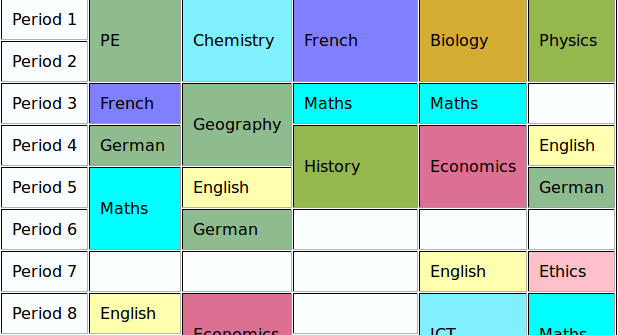 Period 1
PE
Chemistry
French
Biology
Physics
Period 2
Period 3
French
Geography
Maths
Maths
Period 4
German
History
Economics
English
Period 5
Maths
English
German
Period 6
German
Period 7
English
Ethics
Period 8
English
Economics
ICT
Maths